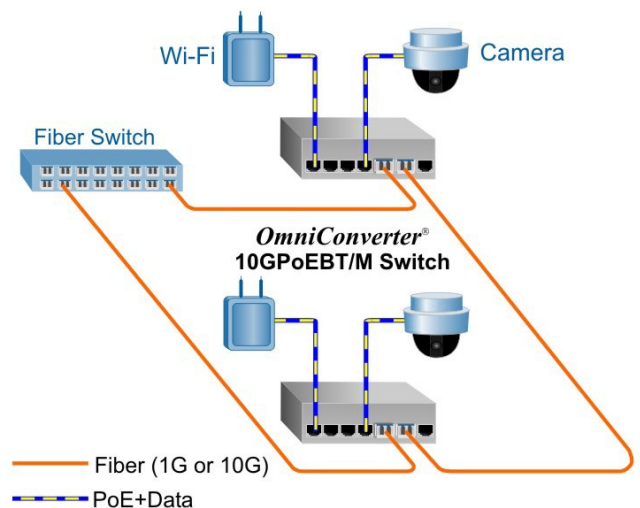 Wi-Fi
Camera
Fiber Switch
OmniConverter®
10GPoEBT/M Switch
Fiber (1G or 10G)
PoE+Data